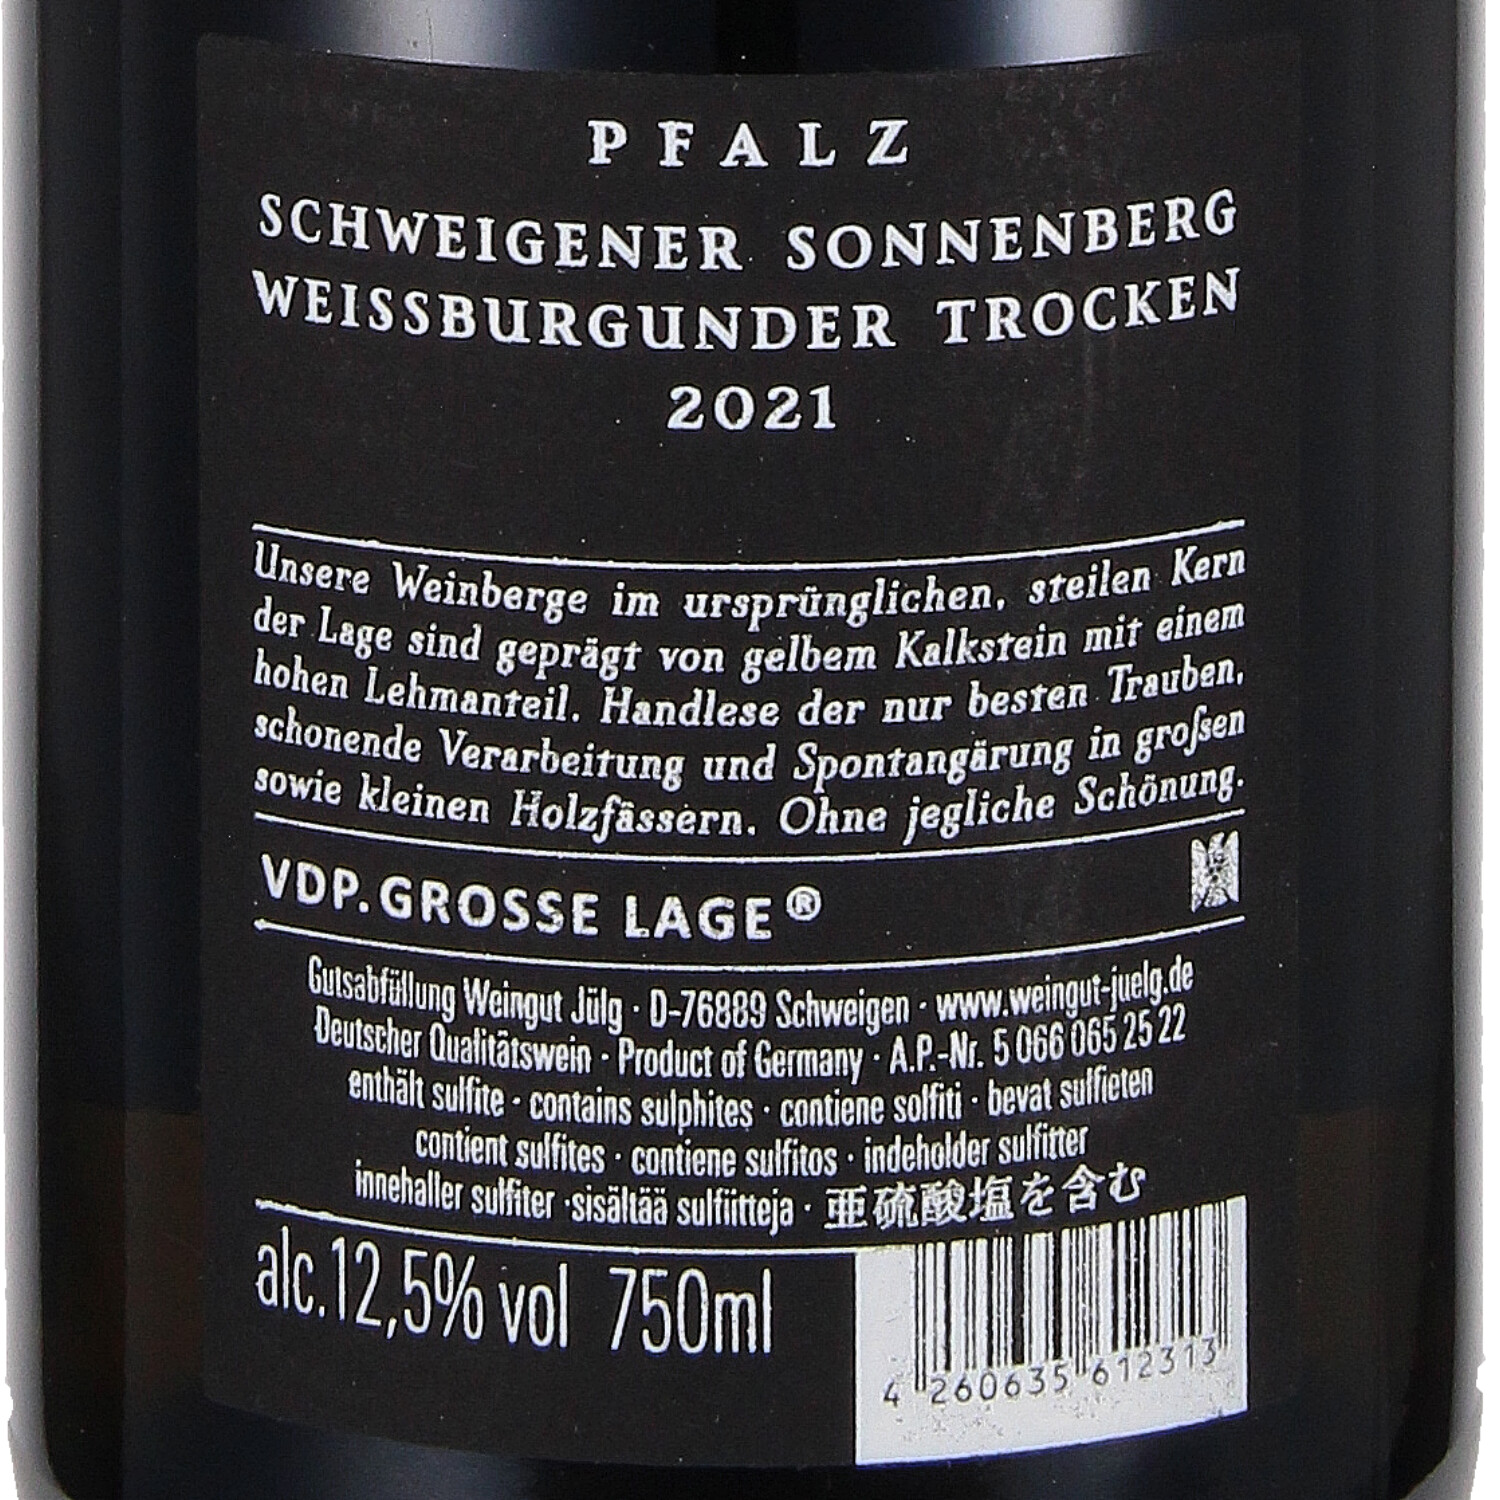 PFALZ
SCHWEIGENER SONNENBERG
WEISSBURGUNDER TROCKEN
2021
Unsere Weinberge im ursprünglichen, steilen Kern
der Lage sind geprägt von gelbem Kalkstein mit einem
hohen Lehmanteil. Handlese der nur besten Trauben,
schonende Verarbeitung und Spontangärung in großen
sowie kleinen Holzfässern. Ohne jegliche Schönung.
VDP.GROSSE LAGE®
Gutsabfüllung Weingut Jülg · D-76889 Schweigen · www.weingut-juelg.de
Deutscher Qualitätswein · Product of Germany · A.P.-Nr. 5 066 065 25 22
enthält sulfite · contains sulphites · contiene solfiti · bevat sulfieten
contient sulfites · contiene sulfitos · indeholder sulfitter
innehaller sulfiter ·sisältää sulfiitteja · 亜硫酸塩を含む
alc.12,5% vol 750ml
4 260635 612313